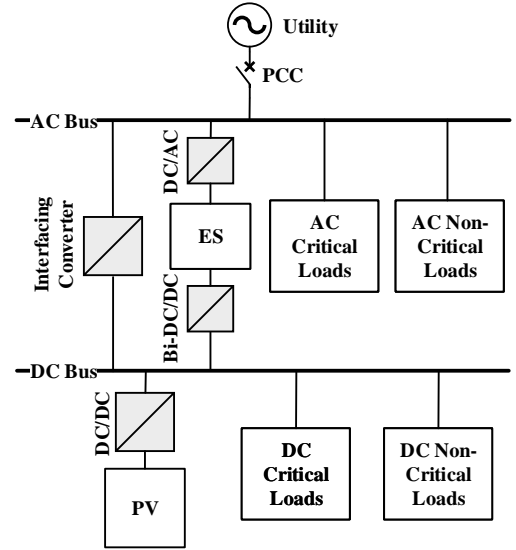 Utility
PCC
AC Bus
DC/AC
Interfacing
Converter
ES
AC
Critical
Loads
AC Non-
Critical
Loads
Bi-DC/DC
DC Bus
DC/DC
PV
DC
Critical
Loads
DC Non-
Critical
Loads